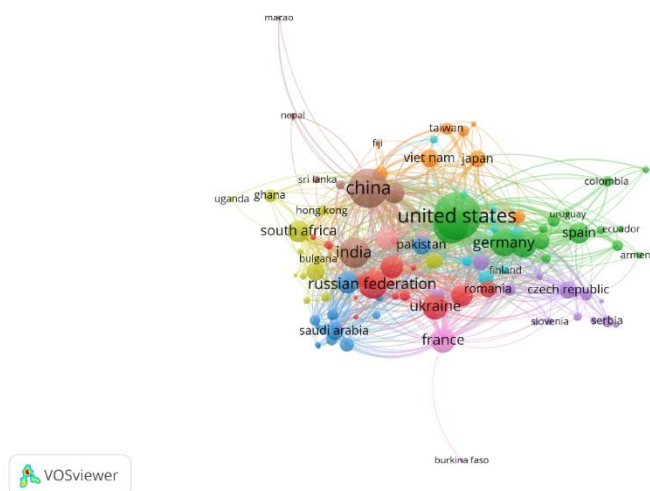 macao
nepal
fiji
taiwan
viet nam
japan
sri lanka
china
colombia
uganda
ghana
hong kong
united states
uruguay
south africa
ecuador
spain
pakistan
germany
india
bulgaria
armen
finland
russian federation
romania
czech republic
ukraine
slovenia
serbia
saudi arabia
france
burkina faso
VOSviewer